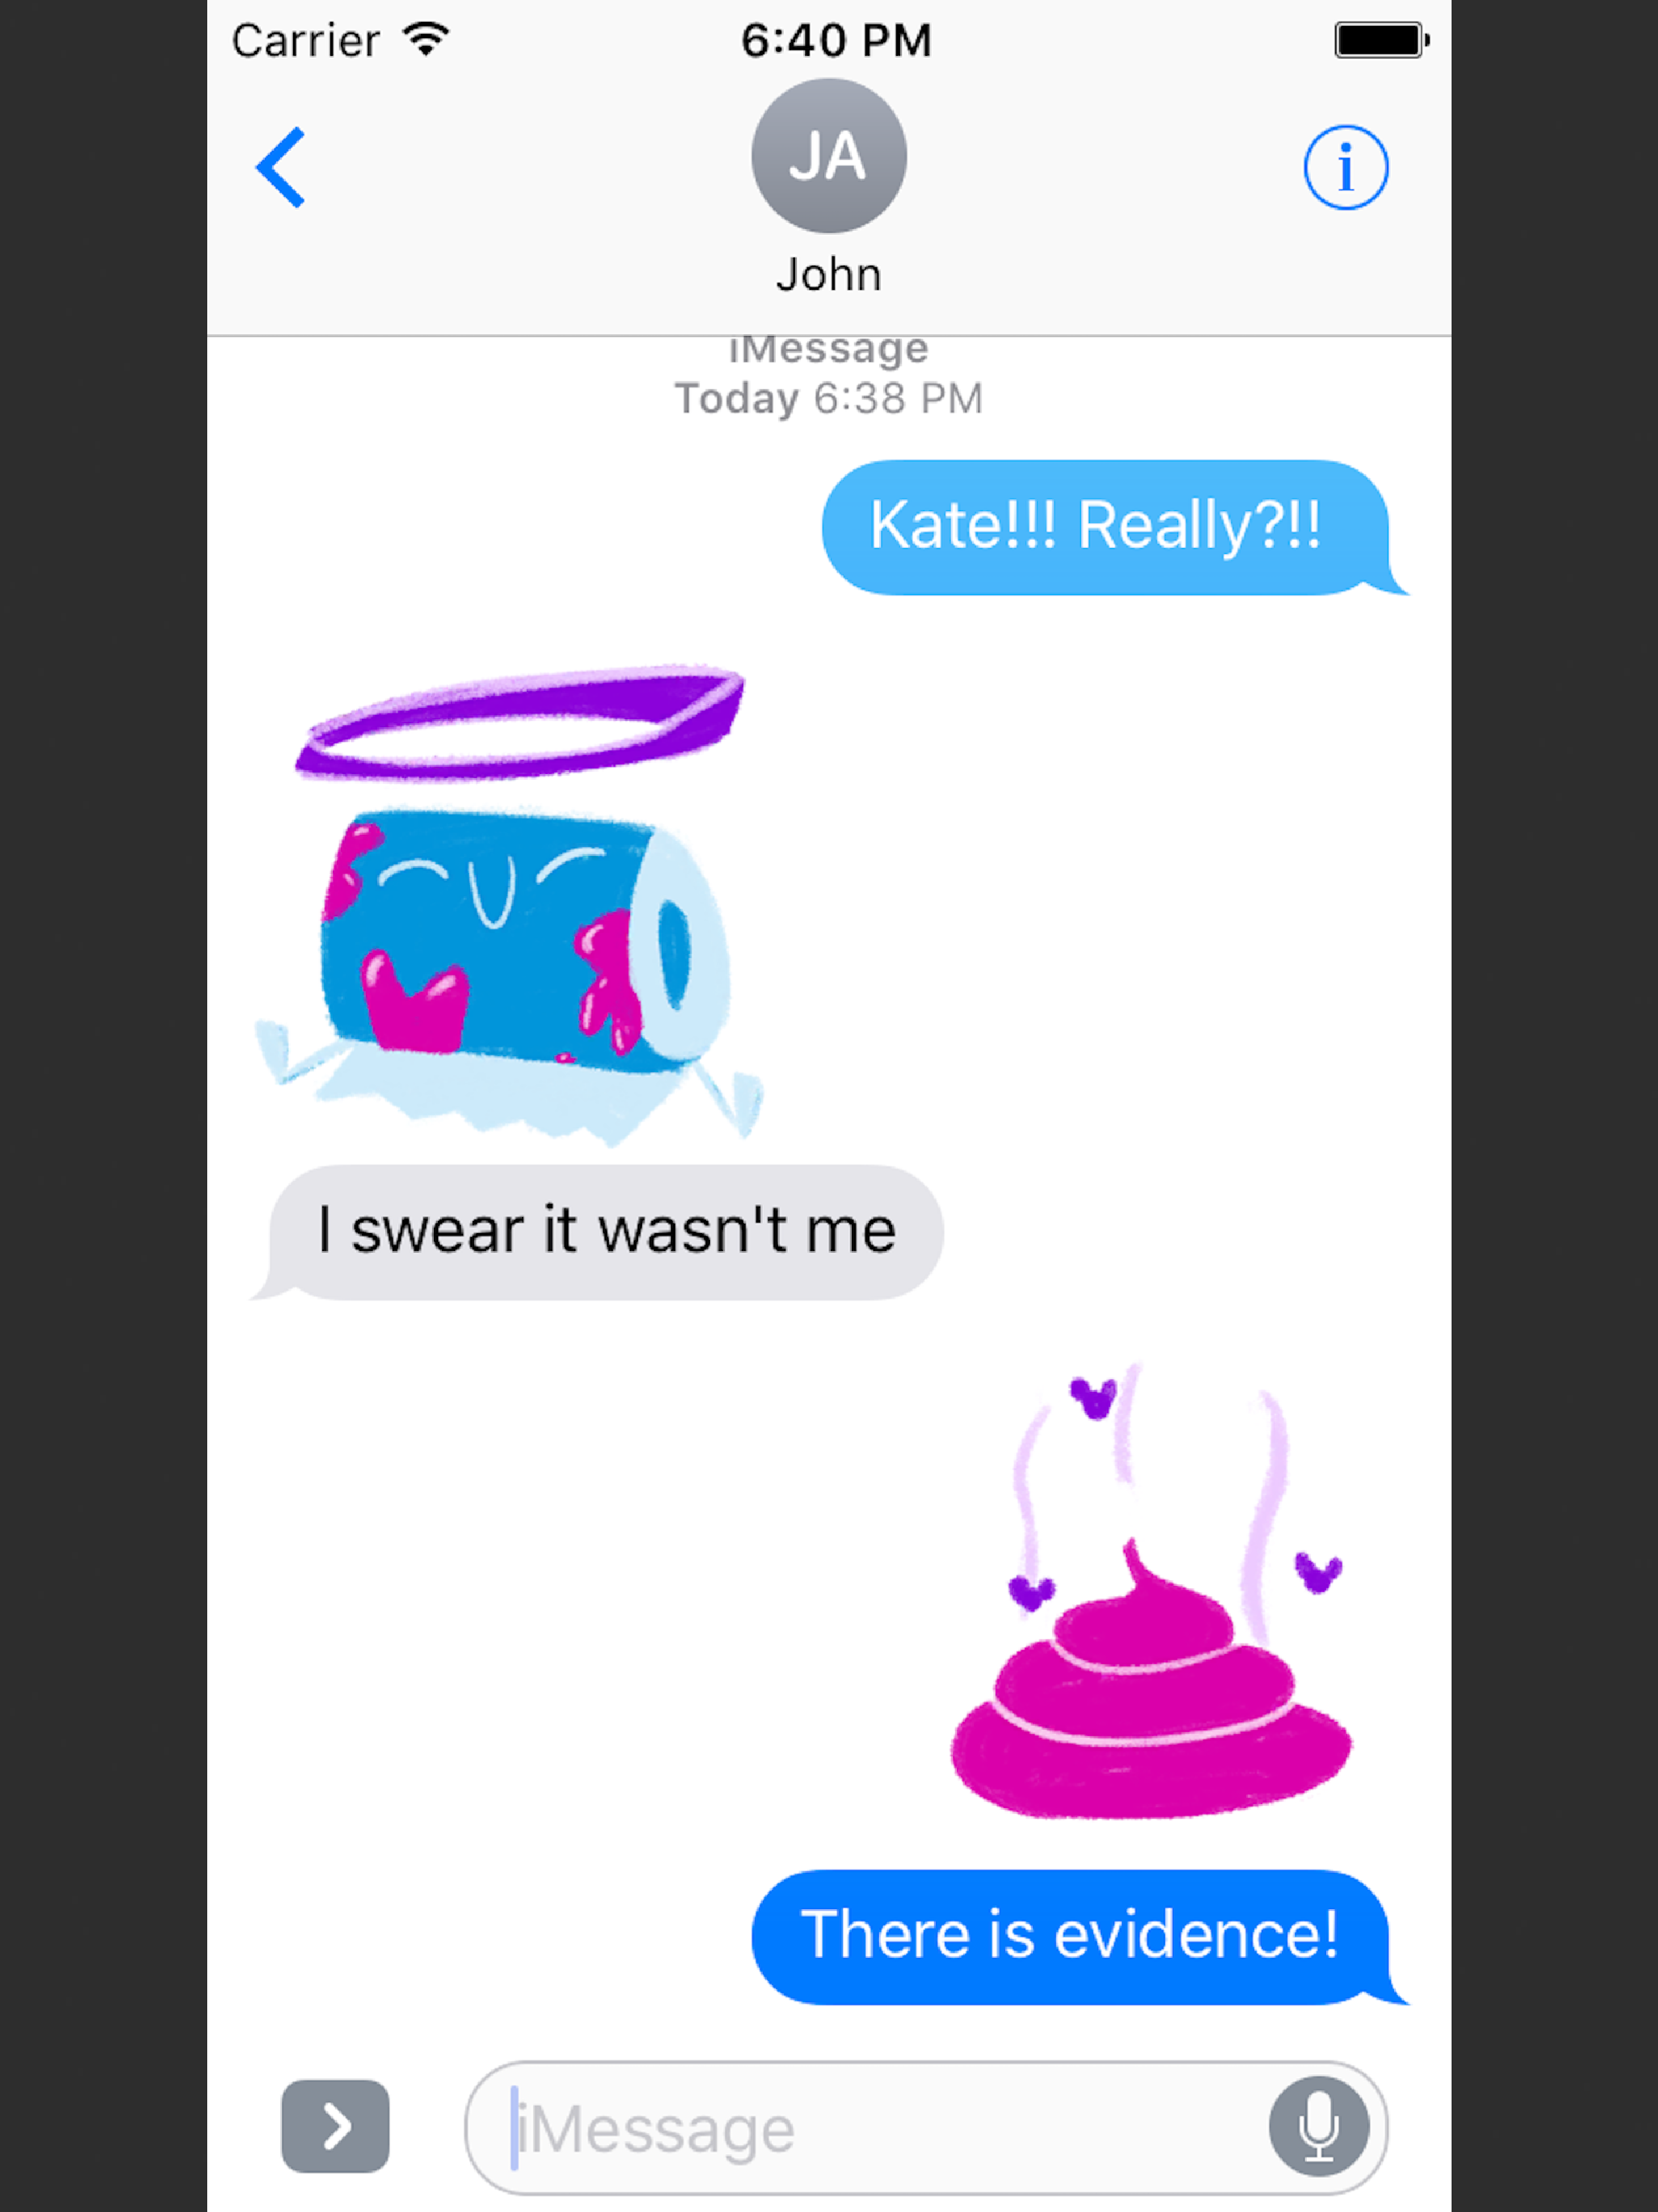 Carrier 6:40 PM
JA
i
John
iMessage
Today 6:38 PM
Kate!!! Really?!!
I swear it wasn't me
There is evidence!
iMessage